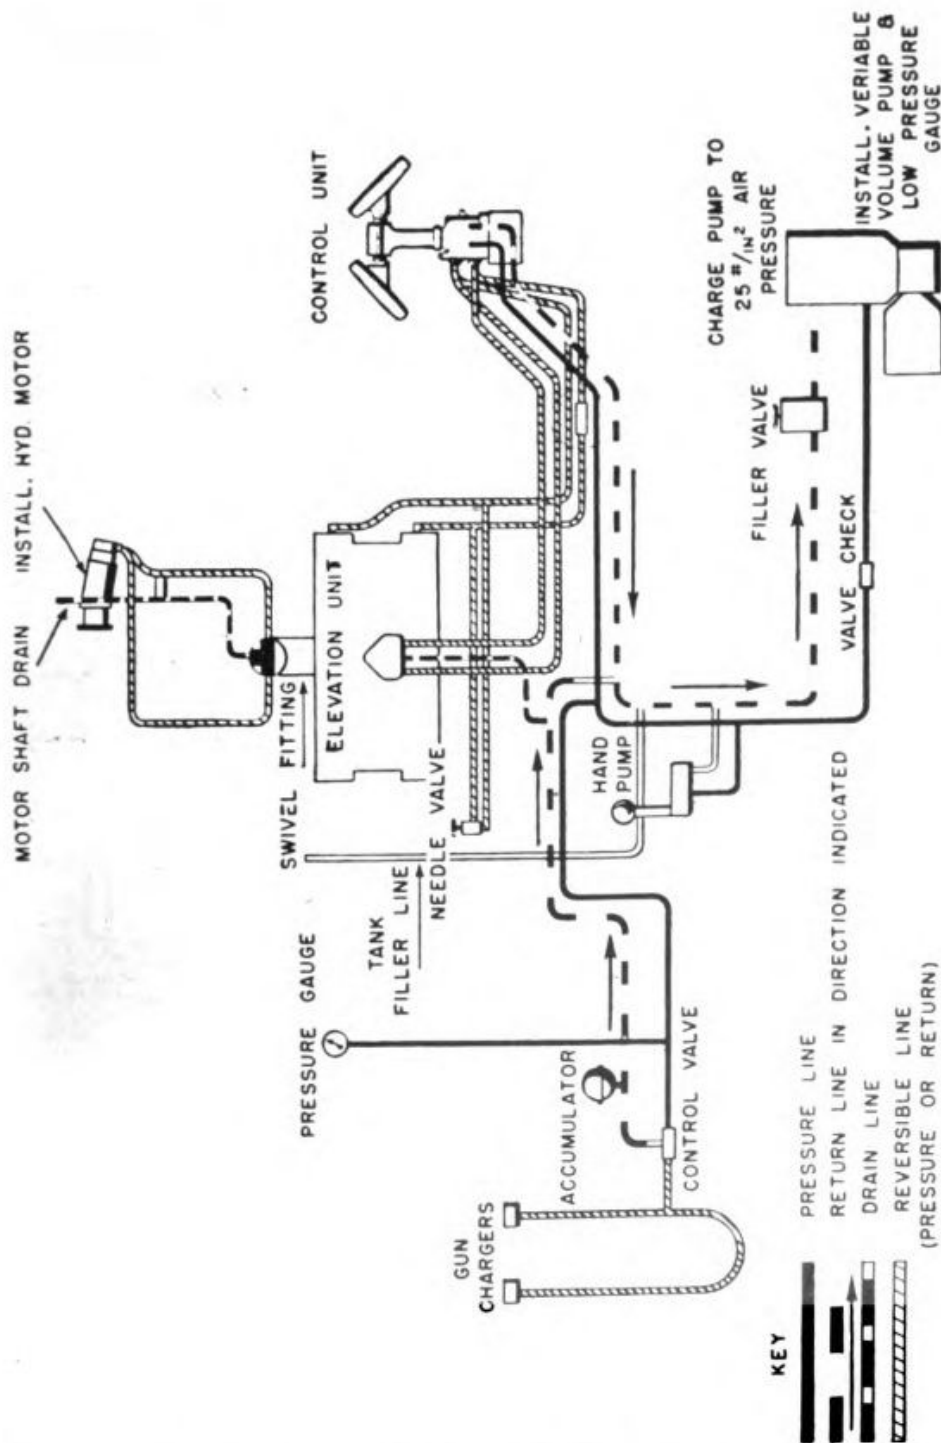 MOTOR SHAFT DRAIN
INSTALL. HYD. MOTOR
CONTROL UNIT
SWIVEL FITTING
ELEVATION UNIT
PRESSURE GAUGE
TANK
FILLER LINE
NEEDLE VALVE
CHARGE PUMP TO
25 #/IN² AIR
PRESSURE
INSTALL. VERIABLE
VOLUME PUMP &
LOW PRESSURE
GAUGE
FILLER VALVE
VALVE CHECK
HAND
PUMP
GUN
CHARGERS
ACCUMULATOR
CONTROL VALVE
KEY
PRESSURE LINE
RETURN LINE IN DIRECTION INDICATED
DRAIN LINE
REVERSIBLE LINE
(PRESSURE OR RETURN)